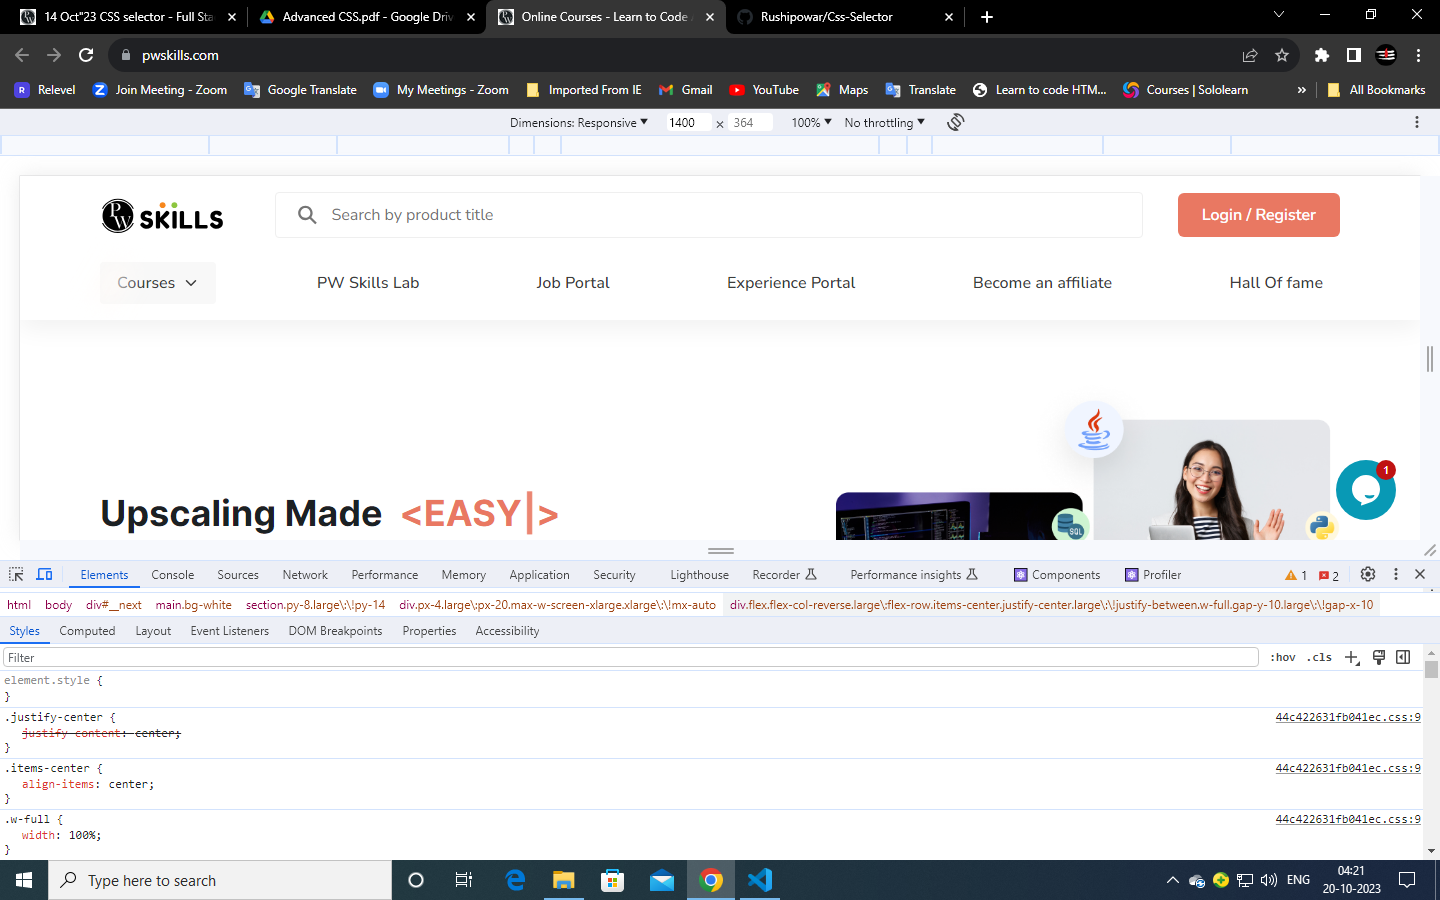 14 Oct"23 CSS selector - Full Sta
Advanced CSS.pdf - Google Driv
Online Courses - Learn to Code
Rushipowar/Css-Selector
pwskills.com
Relevel
Join Meeting - Zoom
Google Translate
My Meetings - Zoom
Imported From IE
Gmail
YouTube
Maps
Translate
Learn to code HTM...
Courses | Sololearn
»
All Bookmarks
Dimensions: Responsive
1400
×
364
100%
No throttling
PW SKILLS
Search by product title
Login / Register
Courses
PW Skills Lab
Job Portal
Experience Portal
Become an affiliate
Hall Of fame
Upscaling Made <EASY|>
SQL
1
Elements
Console
Sources
Network
Performance
Memory
Application
Security
Lighthouse
Recorder
Performance insights
Components
Profiler
1
2
html
body
div#__next
main.bg-white
section.py-8.large\:\!py-14
div.px-4.large\:px-20.max-w-screen-xlarge.xlarge\:\!mx-auto
div.flex.flex-col-reverse.large\:flex-row.items-center.justify-center.large\:\!justify-between.w-full.gap-y-10.large\:\!gap-x-10
Styles
Computed
Layout
Event Listeners
DOM Breakpoints
Properties
Accessibility
Filter
:hov
.cls
element.style {
}
.justify-center {
44c422631fb041ec.css:9
justify-content: center;
}
.items-center {
44c422631fb041ec.css:9
align-items: center;
}
.w-full {
44c422631fb041ec.css:9
width: 100%;
}
Type here to search
ENG
04:21
20-10-2023